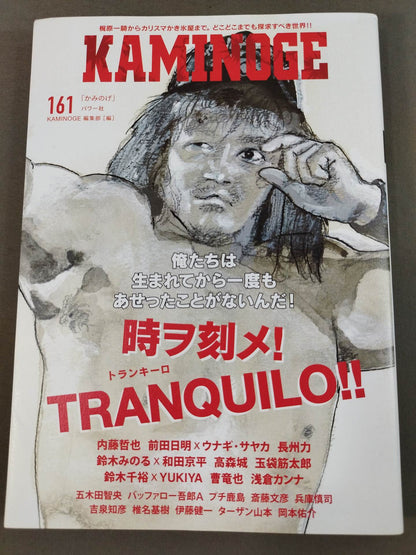 梶原一騎からカリスマかき氷屋まで。どこどこまでも探求すべき世界!!
KAMINOGE
161
「かみのげ」
パワー社
KAMINOGE 編集部 [編]
俺たちは
生まれてから一度も
あせったことがないんだ!
時ヲ刻メ!
トランキーロ
TRANQUILO!!
内藤哲也 前田日明×ウナギ・サヤカ 長州力
鈴木みのる×和田京平 高森城 玉袋筋太郎
鈴木千裕×YUKIYA 曹竜也 浅倉カンナ
五木田智央 バッファロー吾郎A プチ鹿島 斎藤文彦 兵庫慎司
吉泉知彦 椎名基樹 伊藤健一 ターザン山本 岡本佑介